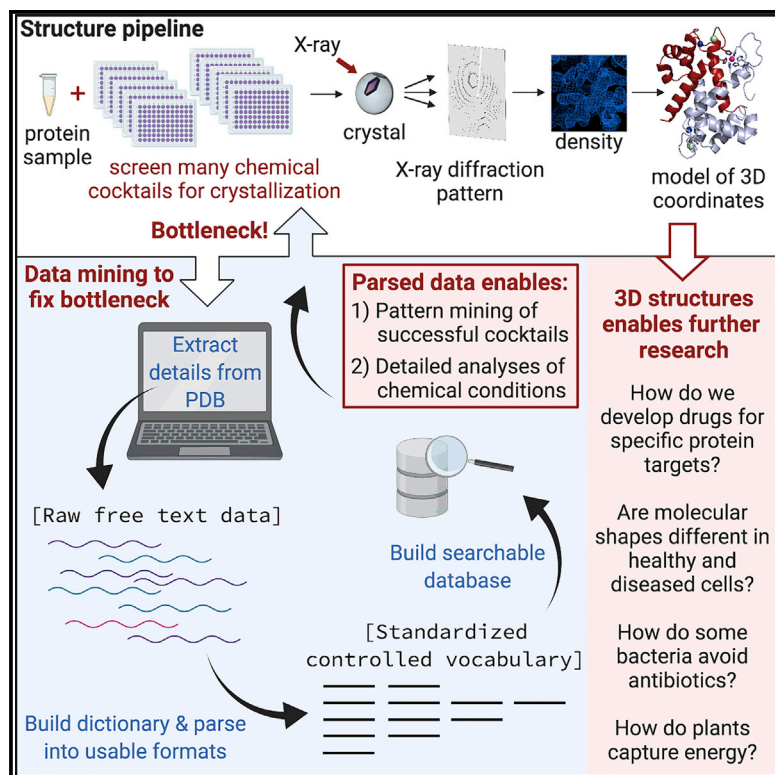 Structure pipeline
X-ray
protein
sample
+
screen many chemical
cocktails for crystallization
crystal
X-ray diffraction
pattern
density
model of 3D
coordinates
Bottleneck!
Data mining to
fix bottleneck
Extract
details from
PDB
[Raw free text data]
Build dictionary & parse
into usable formats
[Standardized
controlled vocabulary]
Build searchable
database
Parsed data enables:
1) Pattern mining of
successful cocktails
2) Detailed analyses of
chemical conditions
3D structures
enables further
research
How do we
develop drugs for
specific protein
targets?
Are molecular
shapes different in
healthy and
diseased cells?
How do some
bacteria avoid
antibiotics?
How do plants
capture energy?